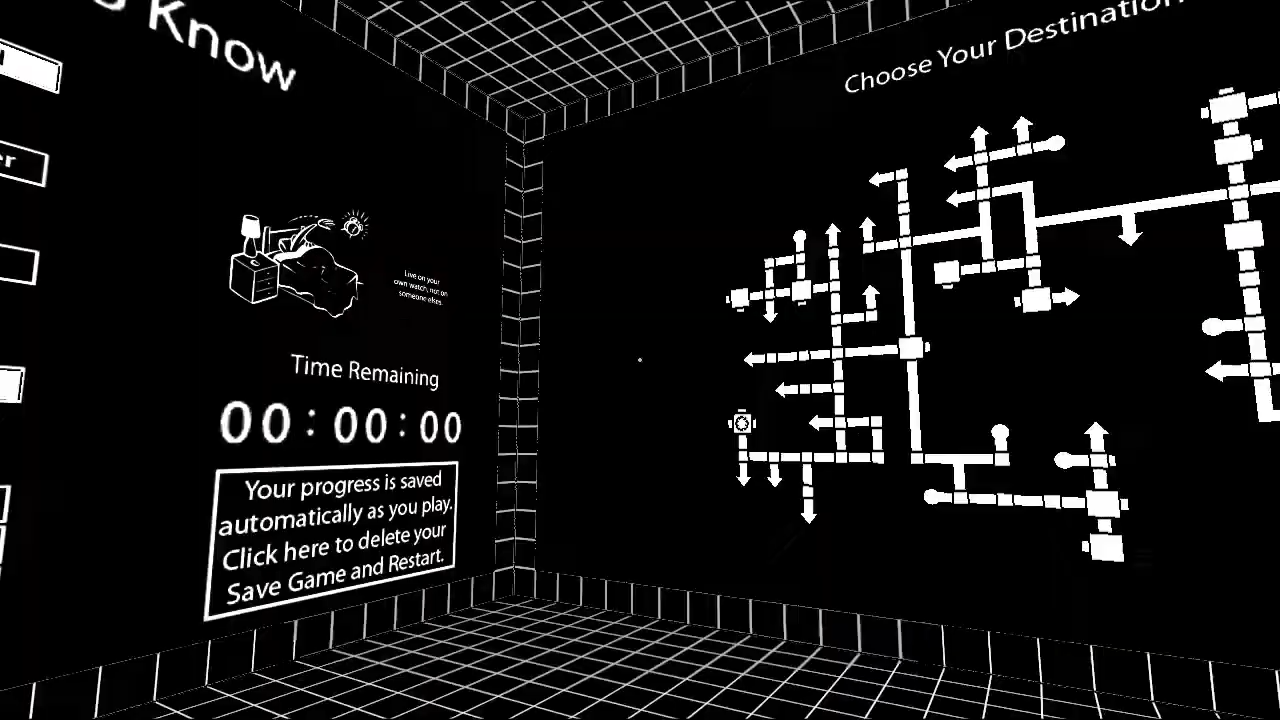 Know
er
Live on your
own watch, not on
someone elses.
Time Remaining
00:00:00
Your progress is saved
automatically as you play.
Click here to delete your
Save Game and Restart.
Choose Your Destination